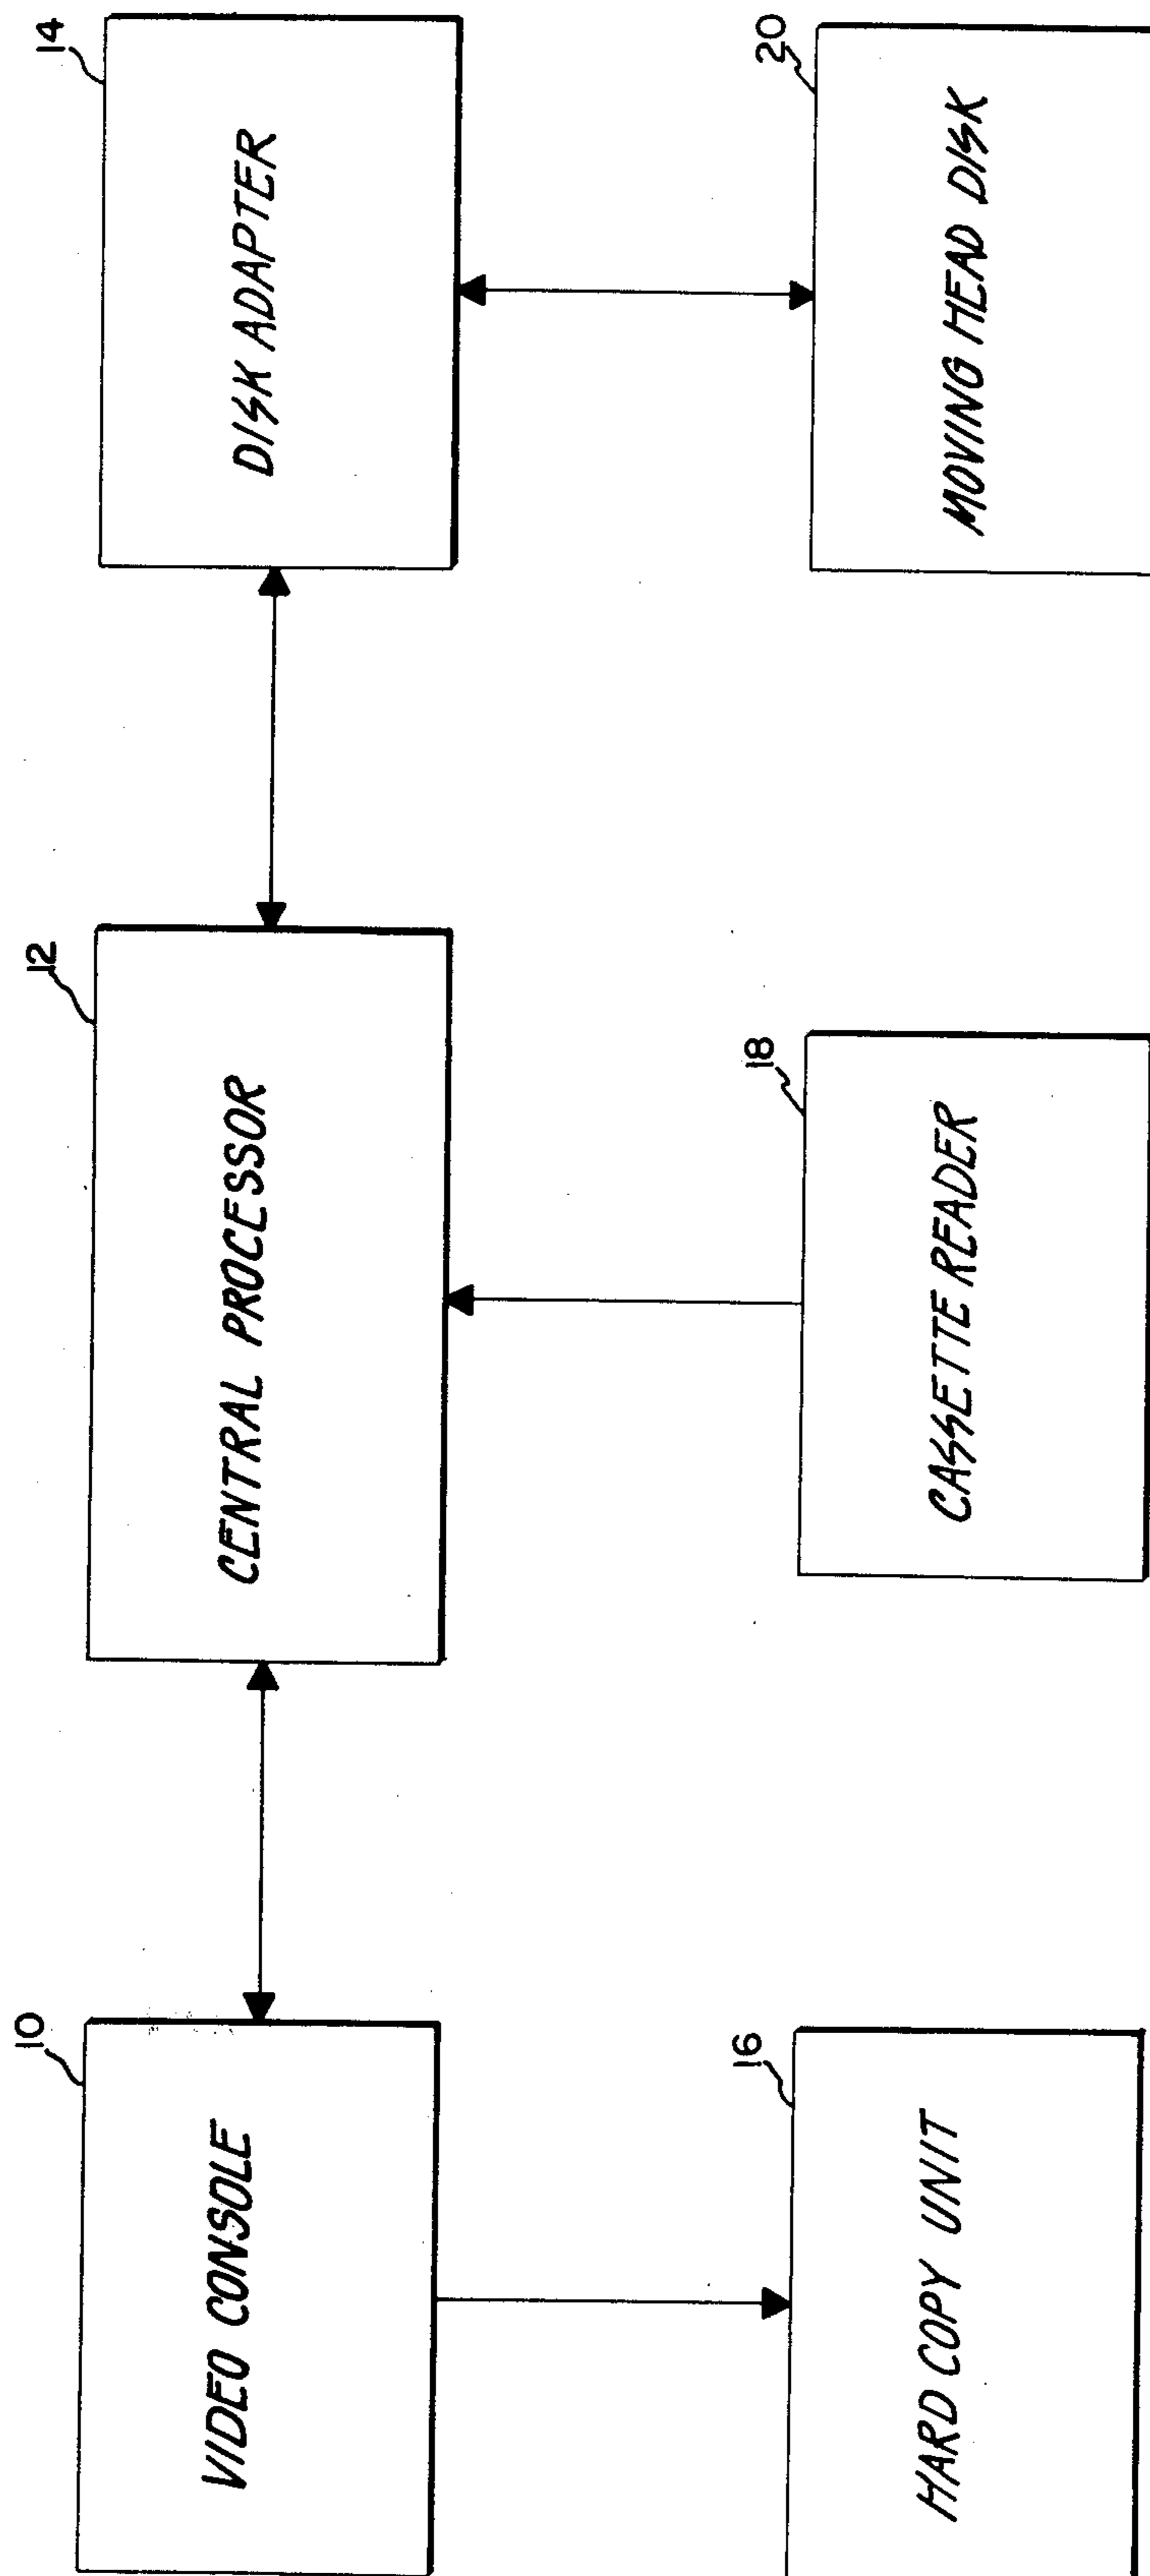 10
VIDEO CONSOLE
12
CENTRAL PROCESSOR
14
DISK ADAPTER
16
HARD COPY UNIT
18
CASSETTE READER
20
MOVING HEAD DISK